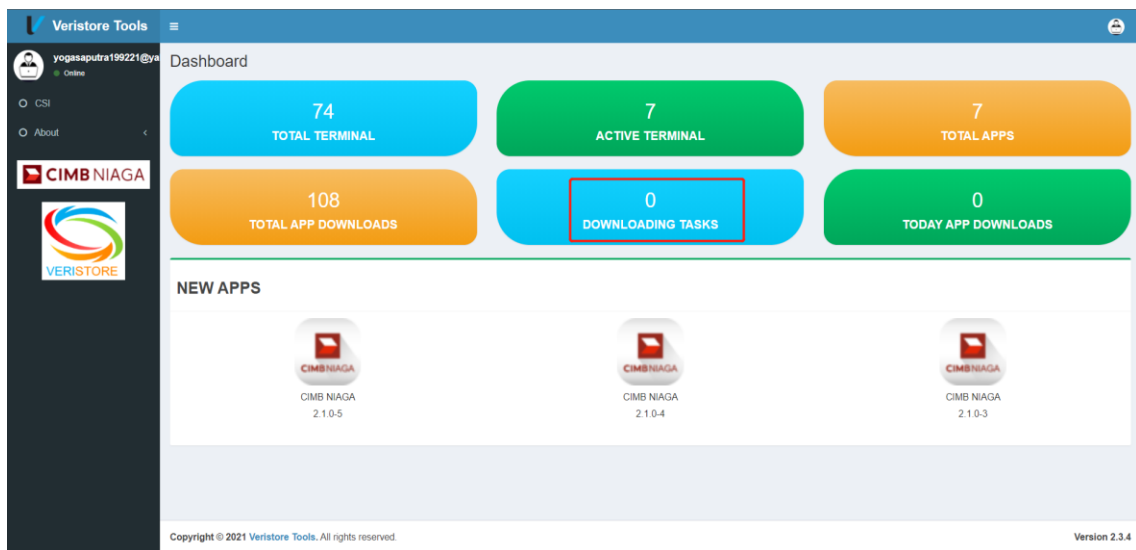 Veristore Tools
yogasaputra199221@ya
Online
CSI
About
CIMB NIAGA
VERISTORE
Dashboard
74
TOTAL TERMINAL
7
ACTIVE TERMINAL
7
TOTAL APPS
108
TOTAL APP DOWNLOADS
0
DOWNLOADING TASKS
0
TODAY APP DOWNLOADS
NEW APPS
CIMB NIAGA
CIMB NIAGA
2.1.0-5
CIMB NIAGA
CIMB NIAGA
2.1.0-4
CIMB NIAGA
CIMB NIAGA
2.1.0-3
Copyright © 2021 Veristore Tools. All rights reserved.
Version 2.3.4